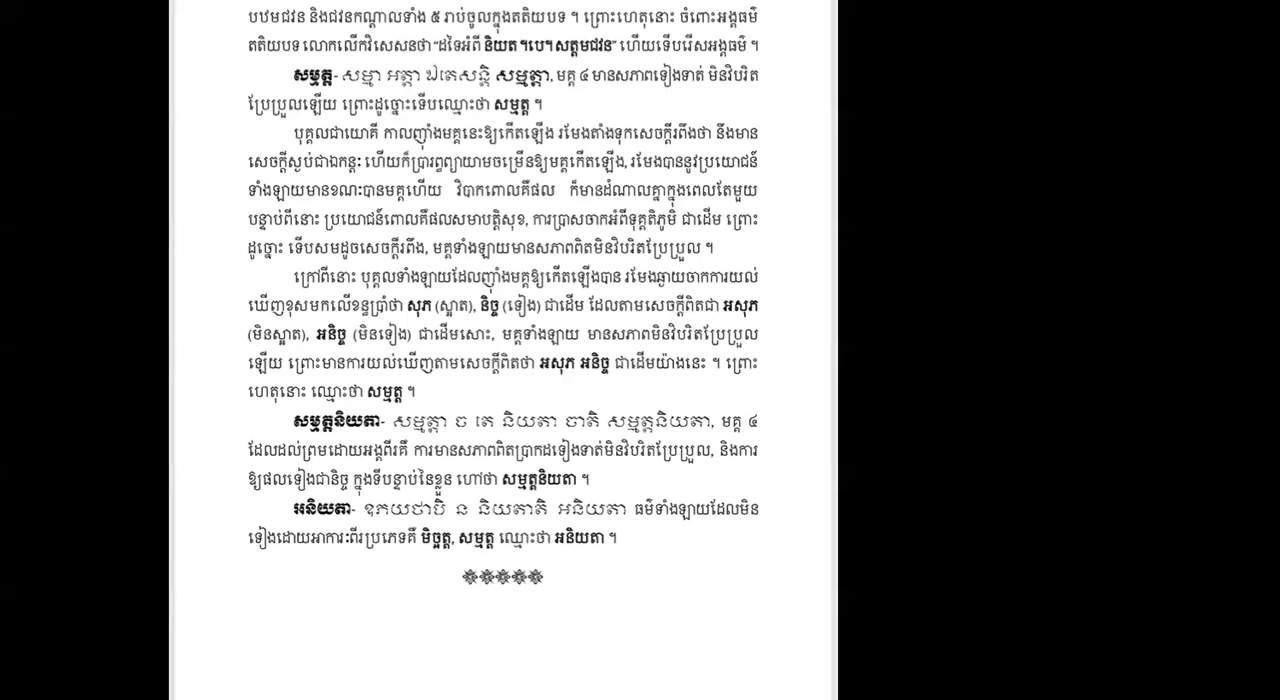 បឋមជវន និងជវនកណ្ដាលទាំង ៥ រាប់ចូលក្នុងតតិយបទ ។ ព្រោះហេតុនោះ ចំពោះអង្គធម៌
តតិយបទ លោកលើកវិសេសនថា “ដទៃអំពី និយត។បេ។សត្តមជវន” ហើយទើបរើសអង្គធម៌ ។
សម្មត្ត- សម្មា អត្តា ឯតេសន្តិ សម្មត្តា, មគ្គ ៤ មានសភាពទៀងទាត់ មិនវិបរិត
ប្រែប្រួលឡើយ ព្រោះដូច្នោះទើបឈ្មោះថា សម្មត្ត ។
បុគ្គលជាយោគី កាលញ៉ាំងមគ្គនេះឱ្យកើតឡើង រមែងតាំងទុកសេចក្ដីរពឹងថា នឹងមាន
សេចក្ដីស្ងប់ជាឯកន្តៈ ហើយក៏ប្រារព្ធព្យាយាមចម្រើនឱ្យមគ្គកើតឡើង, រមែងបាននូវប្រយោជន៍
ទាំងឡាយមានខណៈបានមគ្គហើយ វិបាកពោលគឺផល ក៏មានដំណាលគ្នាក្នុងពេលតែមួយ
បន្ទាប់ពីនោះ ប្រយោជន៍ពោលគឺផលសមាបត្តិសុខ, ការប្រាសចាកអំពីទុគ្គតិភូមិ ជាដើម ព្រោះ
ដូច្នោះ ទើបសមដូចសេចក្ដីរពឹង, មគ្គទាំងឡាយមានសភាពពិតមិនវិបរិតប្រែប្រួល ។
ក្រៅពីនោះ បុគ្គលទាំងឡាយដែលញ៉ាំងមគ្គឱ្យកើតឡើងបាន រមែងឆ្ងាយចាកការយល់
ឃើញខុសមកលើខន្ធប្រាំថា សុភ (ស្អាត), និច្ច (ទៀង) ជាដើម ដែលតាមសេចក្ដីពិតជា អសុភ
(មិនស្អាត), អនិច្ច (មិនទៀង) ជាដើមសោះ, មគ្គទាំងឡាយ មានសភាពមិនវិបរិតប្រែប្រួល
ឡើយ ព្រោះមានការយល់ឃើញតាមសេចក្ដីពិតថា អសុភ អនិច្ច ជាដើមយ៉ាងនេះ ។ ព្រោះ
ហេតុនោះ ឈ្មោះថា សម្មត្ត ។
សម្មត្តនិយតា- សម្មត្តា ច តេ និយតា ចាតិ សម្មត្តនិយតា, មគ្គ ៤
ដែលដល់ព្រមដោយអង្គពីរគឺ ការមានសភាពពិតប្រាកដទៀងទាត់មិនវិបរិតប្រែប្រួល, និងការ
ឱ្យផលទៀងជានិច្ច ក្នុងទីបន្ទាប់នៃខ្លួន ហៅថា សម្មត្តនិយតា ។
អនិយតា- ឧភយថាបិ ន និយតាតិ អនិយតា ធម៌ទាំងឡាយដែលមិន
ទៀងដោយអាការៈពីរប្រភេទគឺ មិច្ឆត្ត, សម្មត្ត ឈ្មោះថា អនិយតា ។